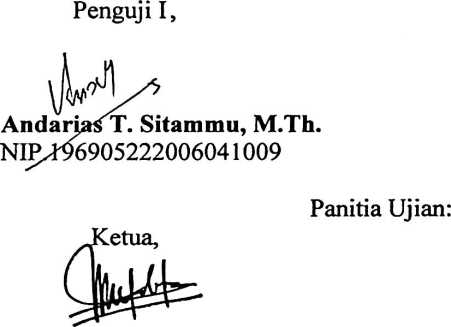 Penguji I,
Andarias T. Sitammu, M.Th.
NIP.196905222006041009
Panitia Ujian:
Ketua,